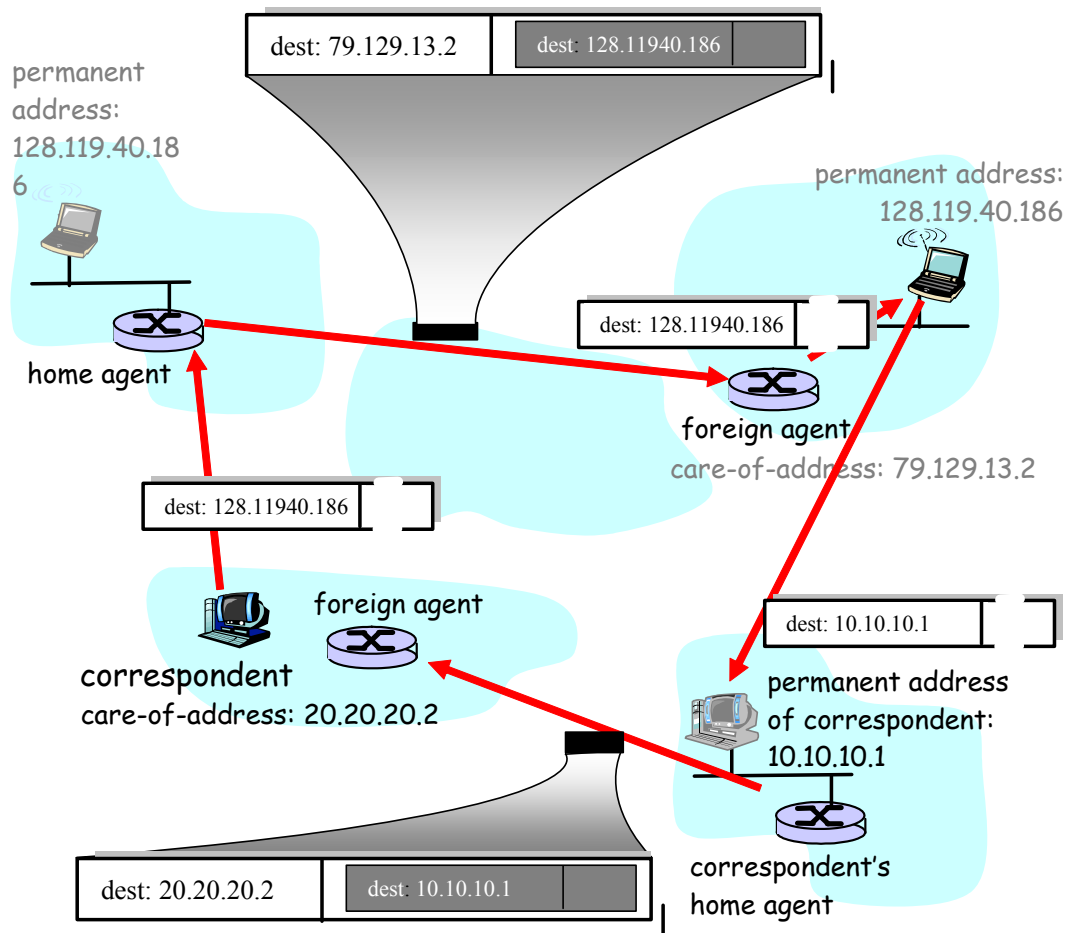 dest: 79.129.13.2
dest: 128.11940.186
permanent
address:
128.119.40.18
6
permanent address:
128.119.40.186
dest: 128.11940.186
home agent
foreign agent
care-of-address: 79.129.13.2
dest: 128.11940.186
foreign agent
dest: 10.10.10.1
correspondent
care-of-address: 20.20.20.2
permanent address
of correspondent:
10.10.10.1
dest: 20.20.20.2
dest: 10.10.10.1
correspondent's
home agent